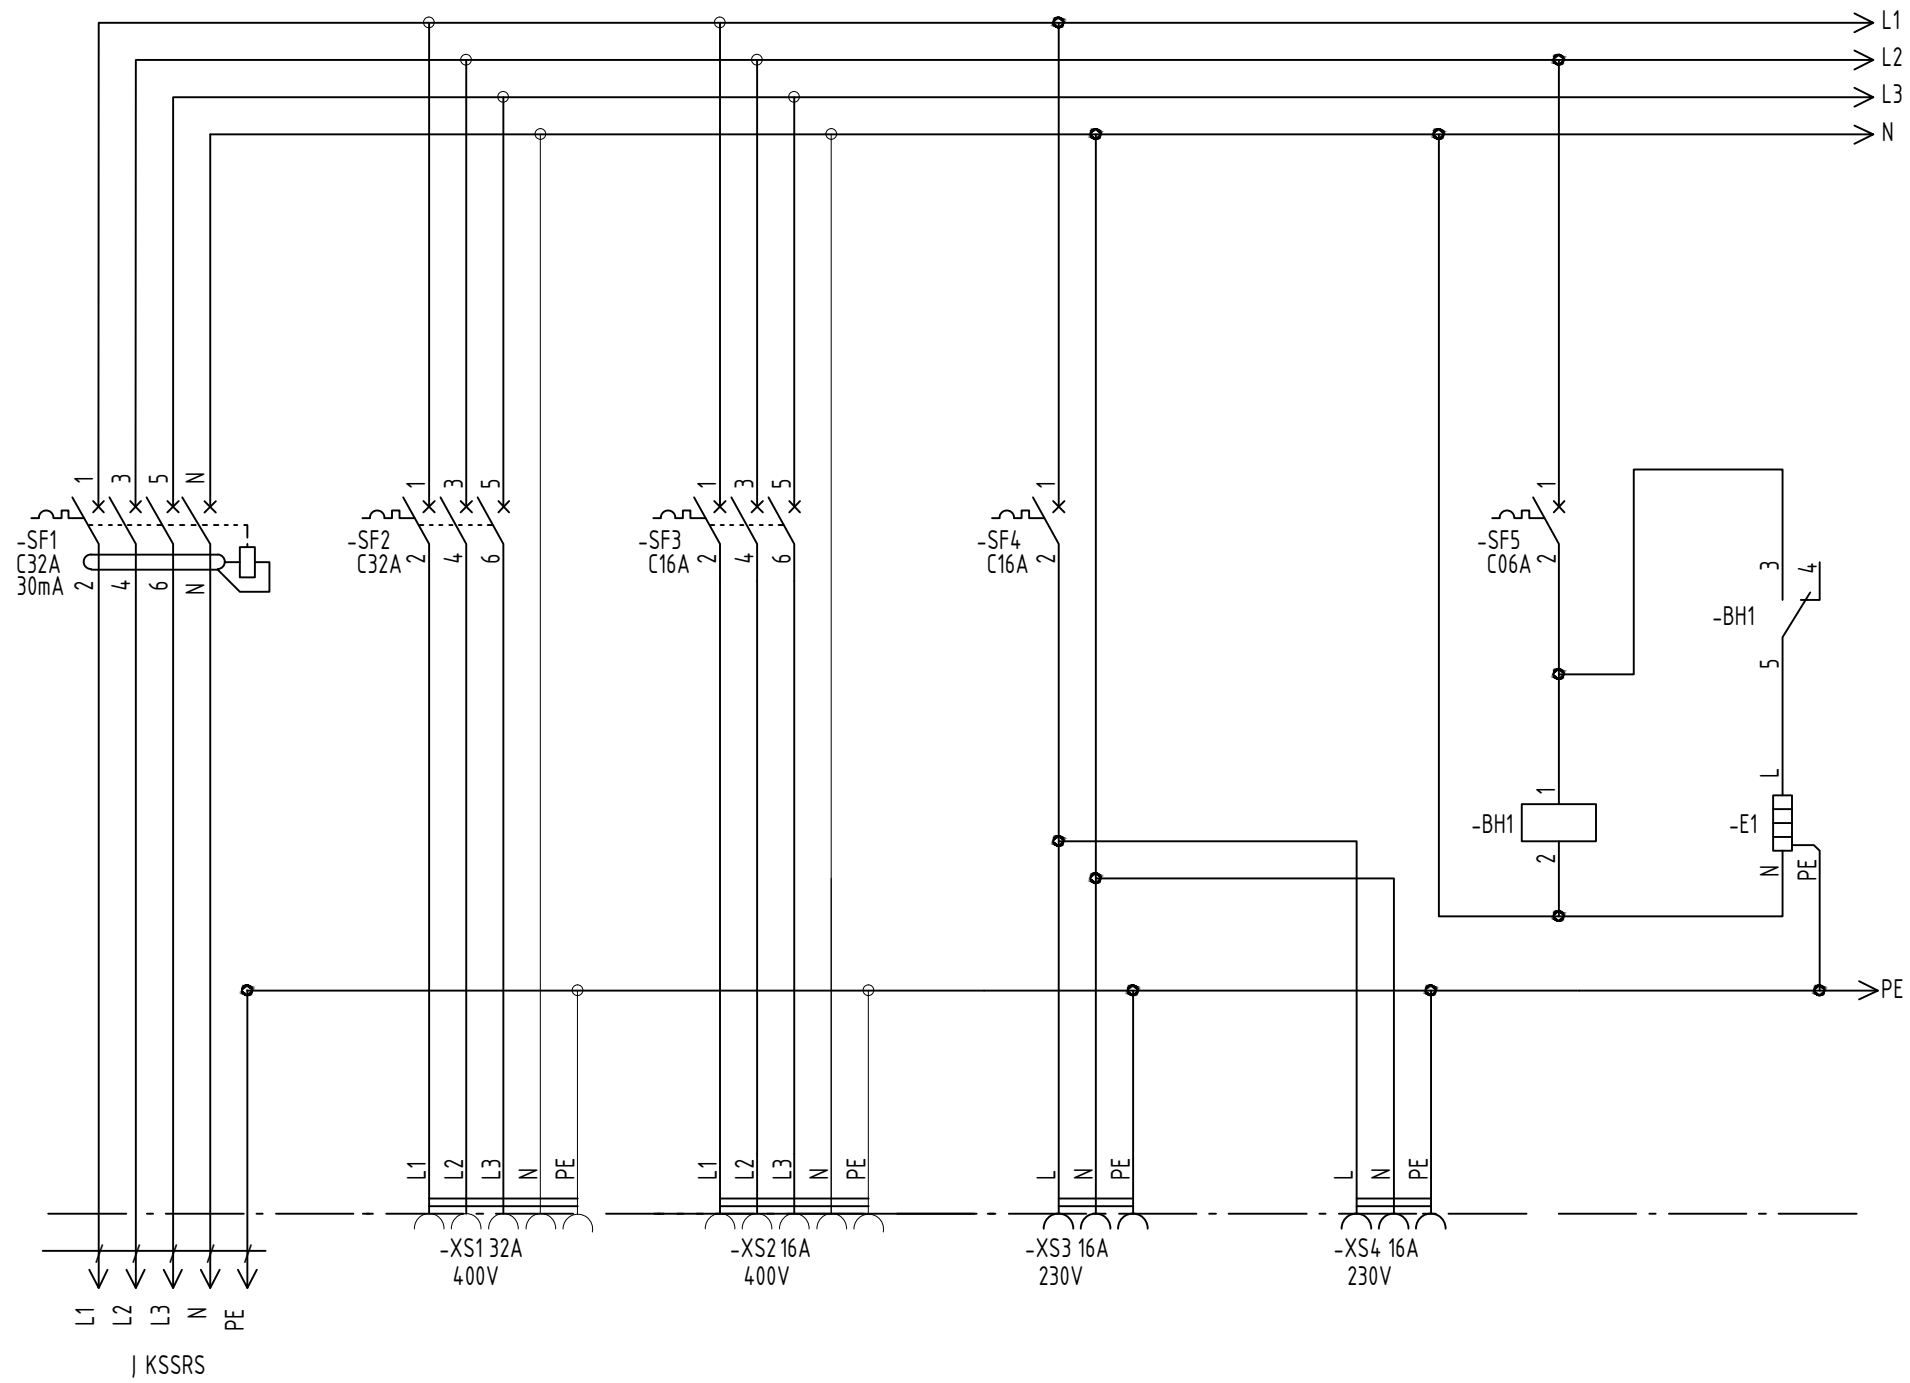 L1
L2
L3
N
1 3 5 N
-SF1
C32A
30mA
2 4 6 N
1 3 5
-SF2
C32A
2 4 6
1 3 5
-SF3
C16A
2 4 6
1
-SF4
C16A
2
1
-SF5
C06A
2
3 4
-BH1
5
1
-BH1
2
L
-E1
N PE
PE
L1 L2 L3 N PE
-XS1 32A
400V
L1 L2 L3 N PE
-XS2 16A
400V
L N PE
-XS3 16A
230V
L N PE
-XS4 16A
230V
L1 L2 L3 N PE
J KSSRS